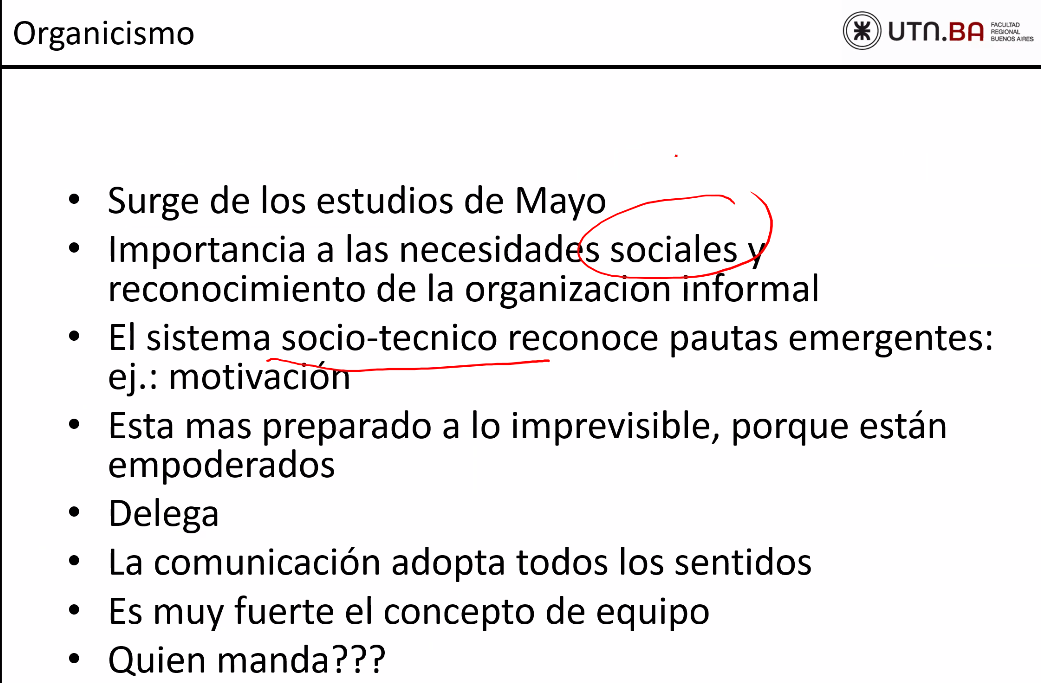 Organicismo
UTN.BA
FACULTAD
REGIONAL
BUENOS AIRES
• Surge de los estudios de Mayo
• Importancia a las necesidades sociales y
reconocimiento de la organización informal
• El sistema socio-tecnico reconoce pautas emergentes:
ej.: motivación
• Esta mas preparado a lo imprevisible, porque están
empoderados
• Delega
• La comunicación adopta todos los sentidos
• Es muy fuerte el concepto de equipo
• Quien manda???